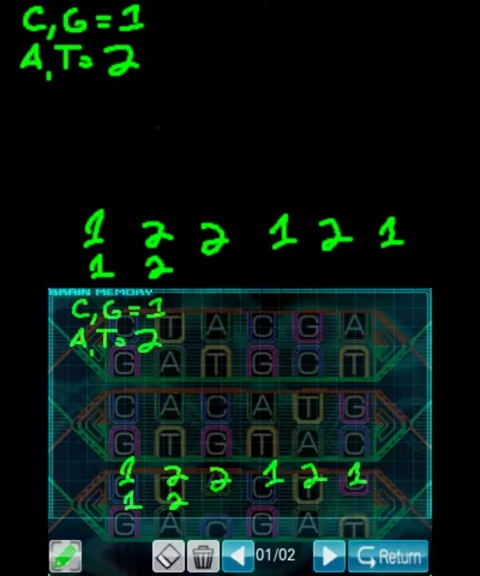 C, G = 1
A, T = 2
1 2 2 1 2 1
1 2
BRAIN MEMORY
C, G = 1
C T A C G A
A, T = 2
G A T G C T
C A C A T G
G T G T A C
1 2 2 1 2 1
1 2
G A C G A T
01/02
Return